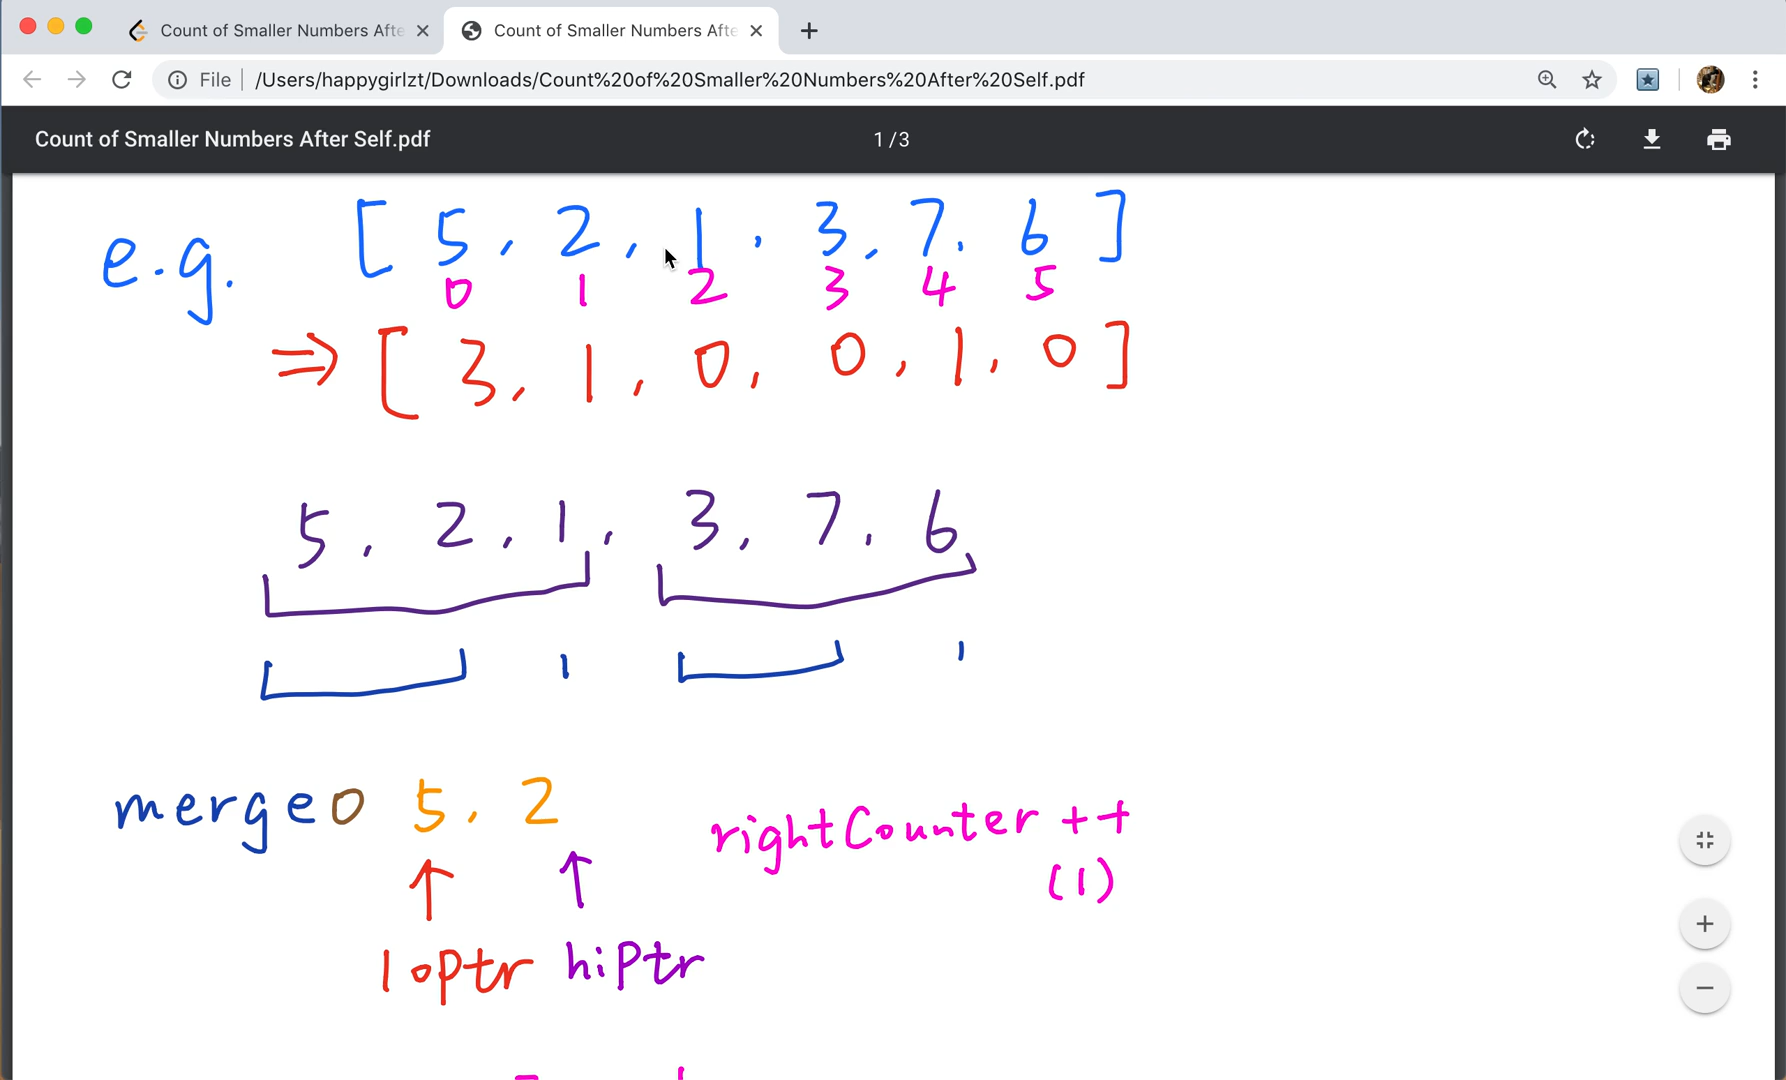 Count of Smaller Numbers Afte
Count of Smaller Numbers Afte
File /Users/happygirlzt/Downloads/Count%20of%20Smaller%20Numbers%20After%20Self.pdf
Count of Smaller Numbers After Self.pdf
1 / 3
e.g. [ 5, 2, 1, 3, 7, 6 ]
0 1 2 3 4 5
⇒ [ 3, 1, 0, 0, 1, 0 ]
5, 2, 1, 3, 7, 6
merge 0 5, 2
rightCounter ++
(1)
loptr hiPtr